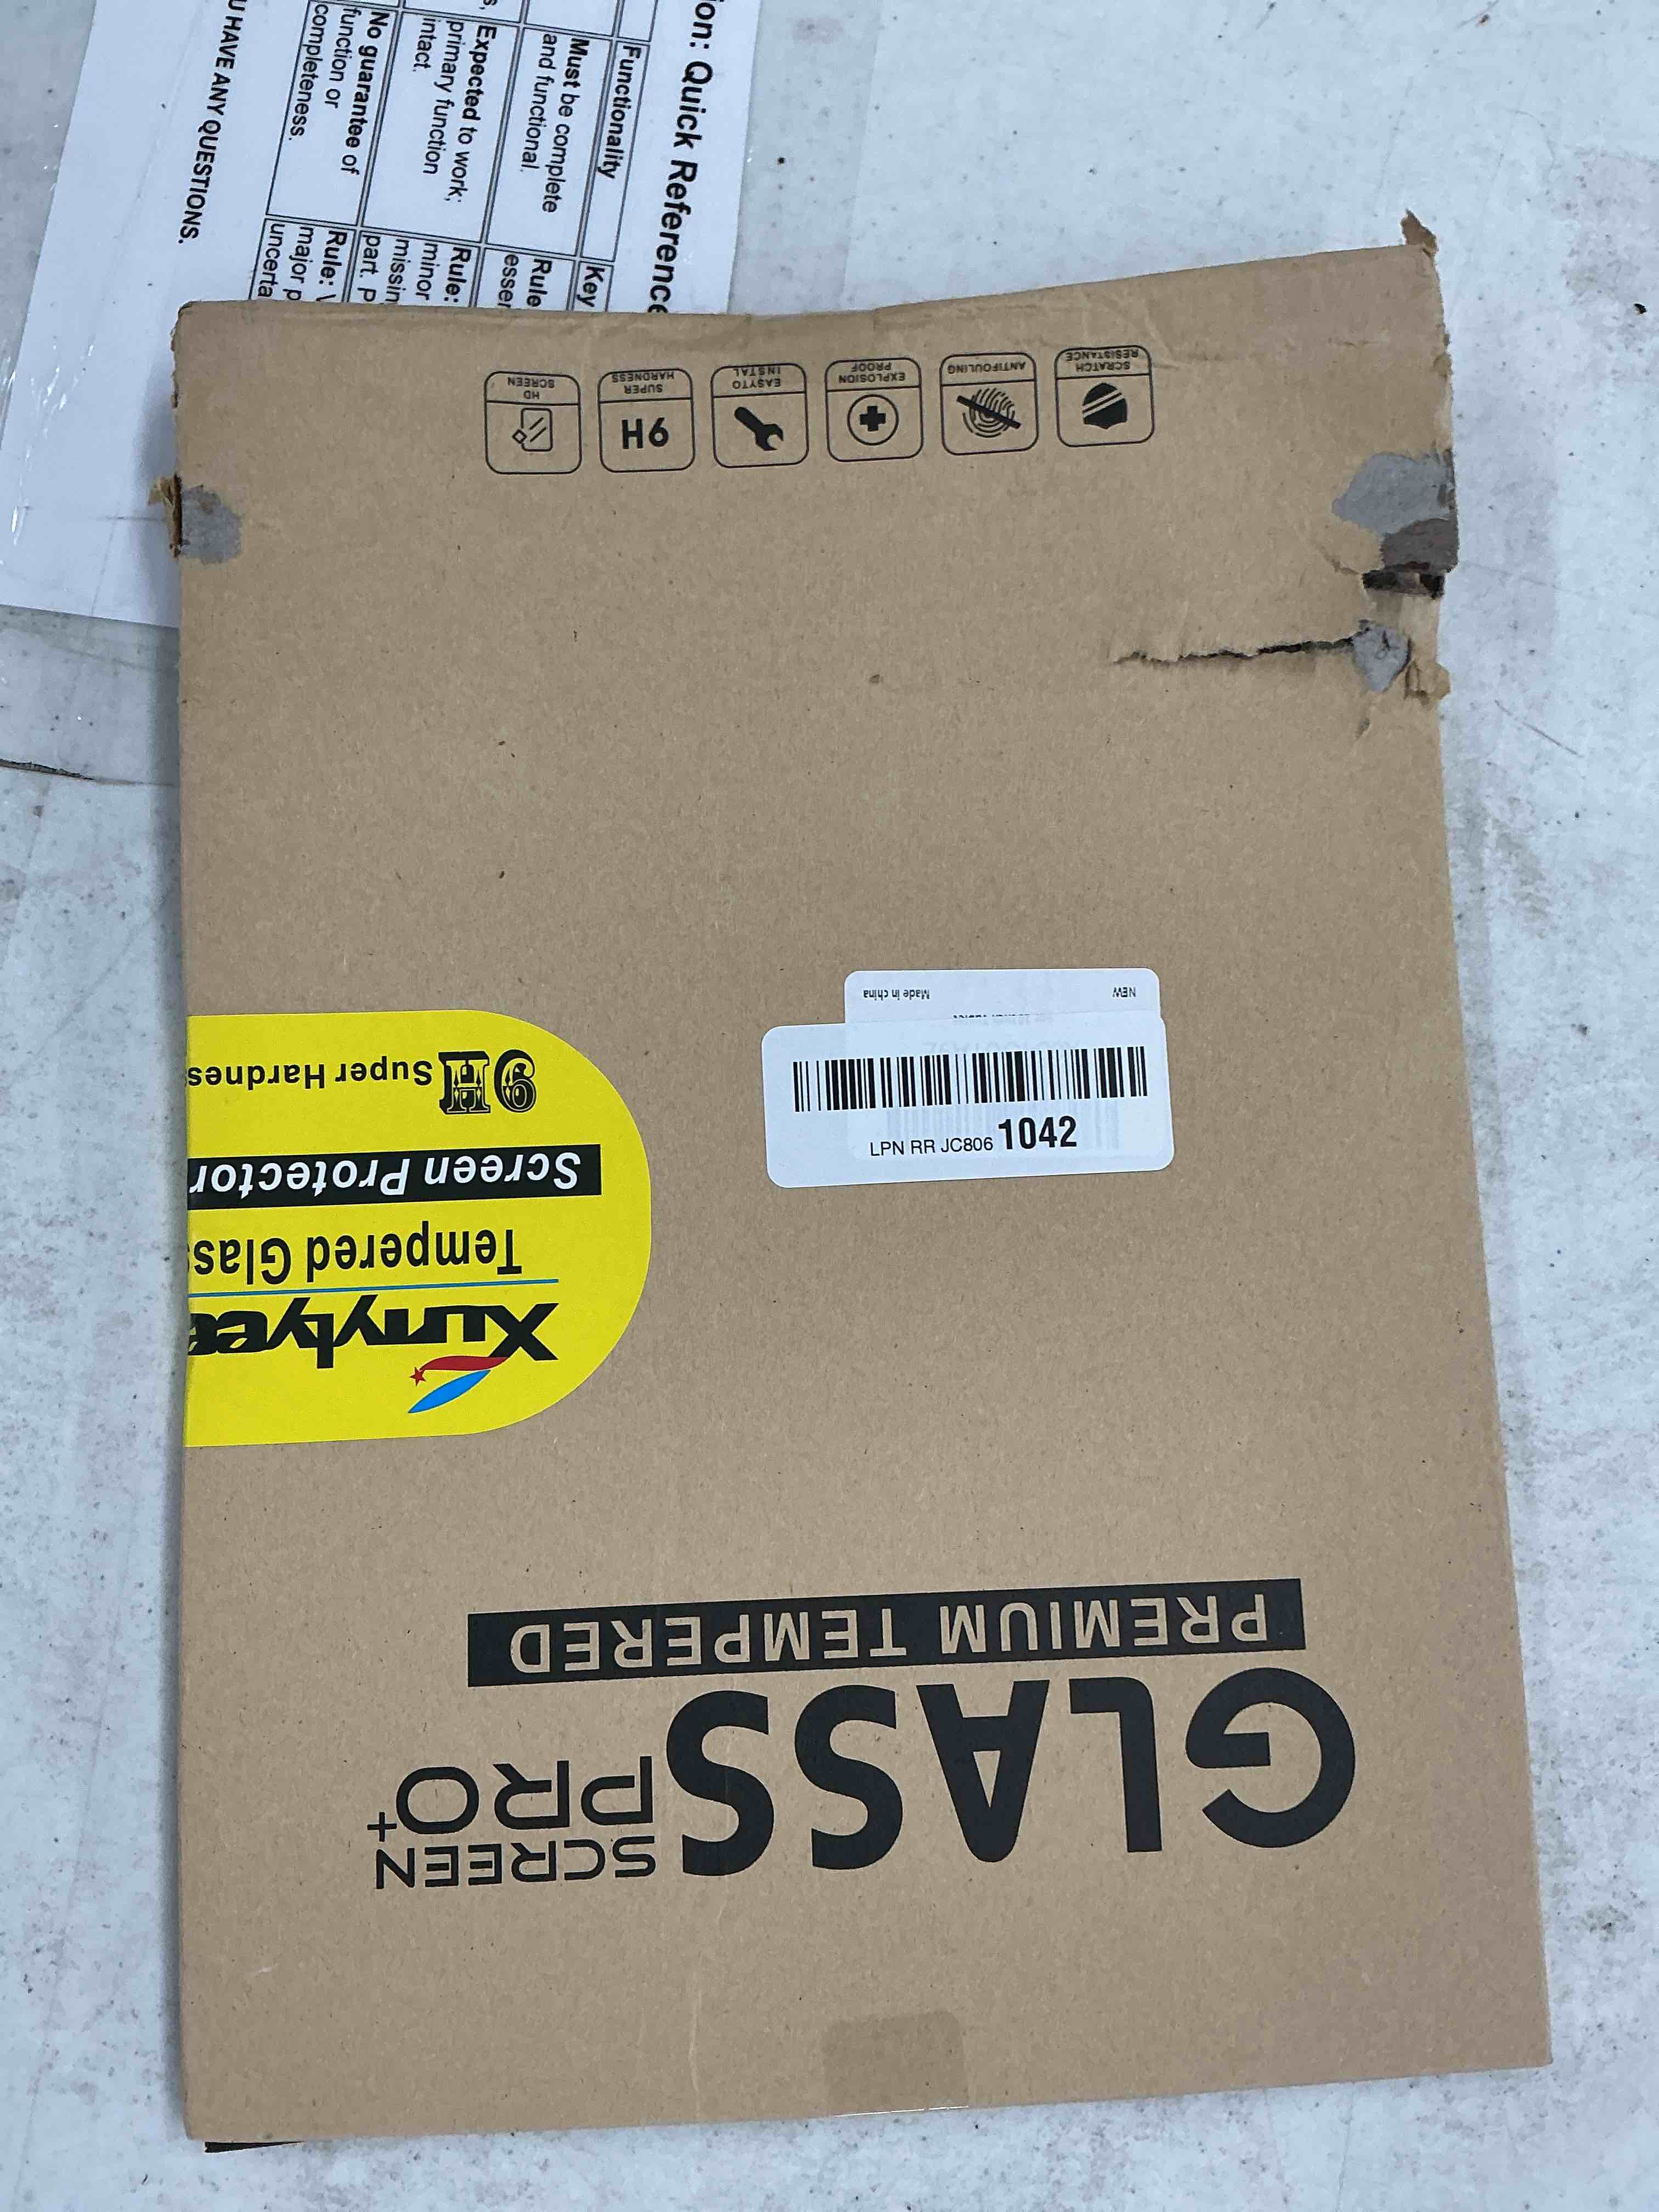 GLASS
SCREEN
PRO+
PREMIUM TEMPERED
Xunlyea
Tempered Glas
Screen Protector
9H Super Hardnes
NEW
Made in china
LPN RR JC806 1042
SCRATCH
RESISTANCE
ANTIFOULING
EXPLOSION
PROOF
EASYTO
INSTAL
9H
SUPER
HARDNESS
HD
SCREEN
on: Quick Reference
Functionality
Key
Must be complete
and functional.
Rule
esser
Expected to work;
primary function
intact.
Rule:
minor
missin
part. P
No guarantee of
function or
completeness.
Rule:
major p
uncerta
U HAVE ANY QUESTIONS.